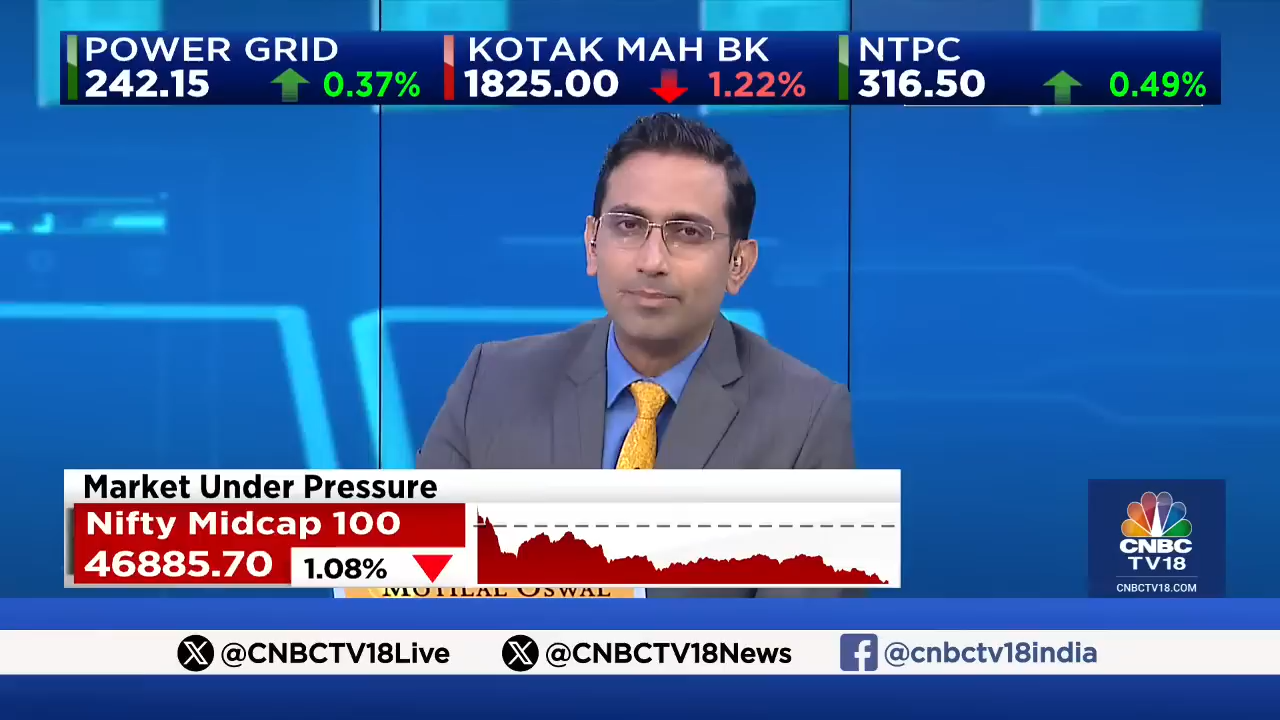 POWER GRID
242.15 0.37%
KOTAK MAH BK
1825.00 1.22%
NTPC
316.50 0.49%
Market Under Pressure
Nifty Midcap 100
46885.70 1.08%
MOTILAL OSWAL
CNBC
TV18
CNBCTV18.COM
@CNBCTV18Live
@CNBCTV18News
@cnbctv18india